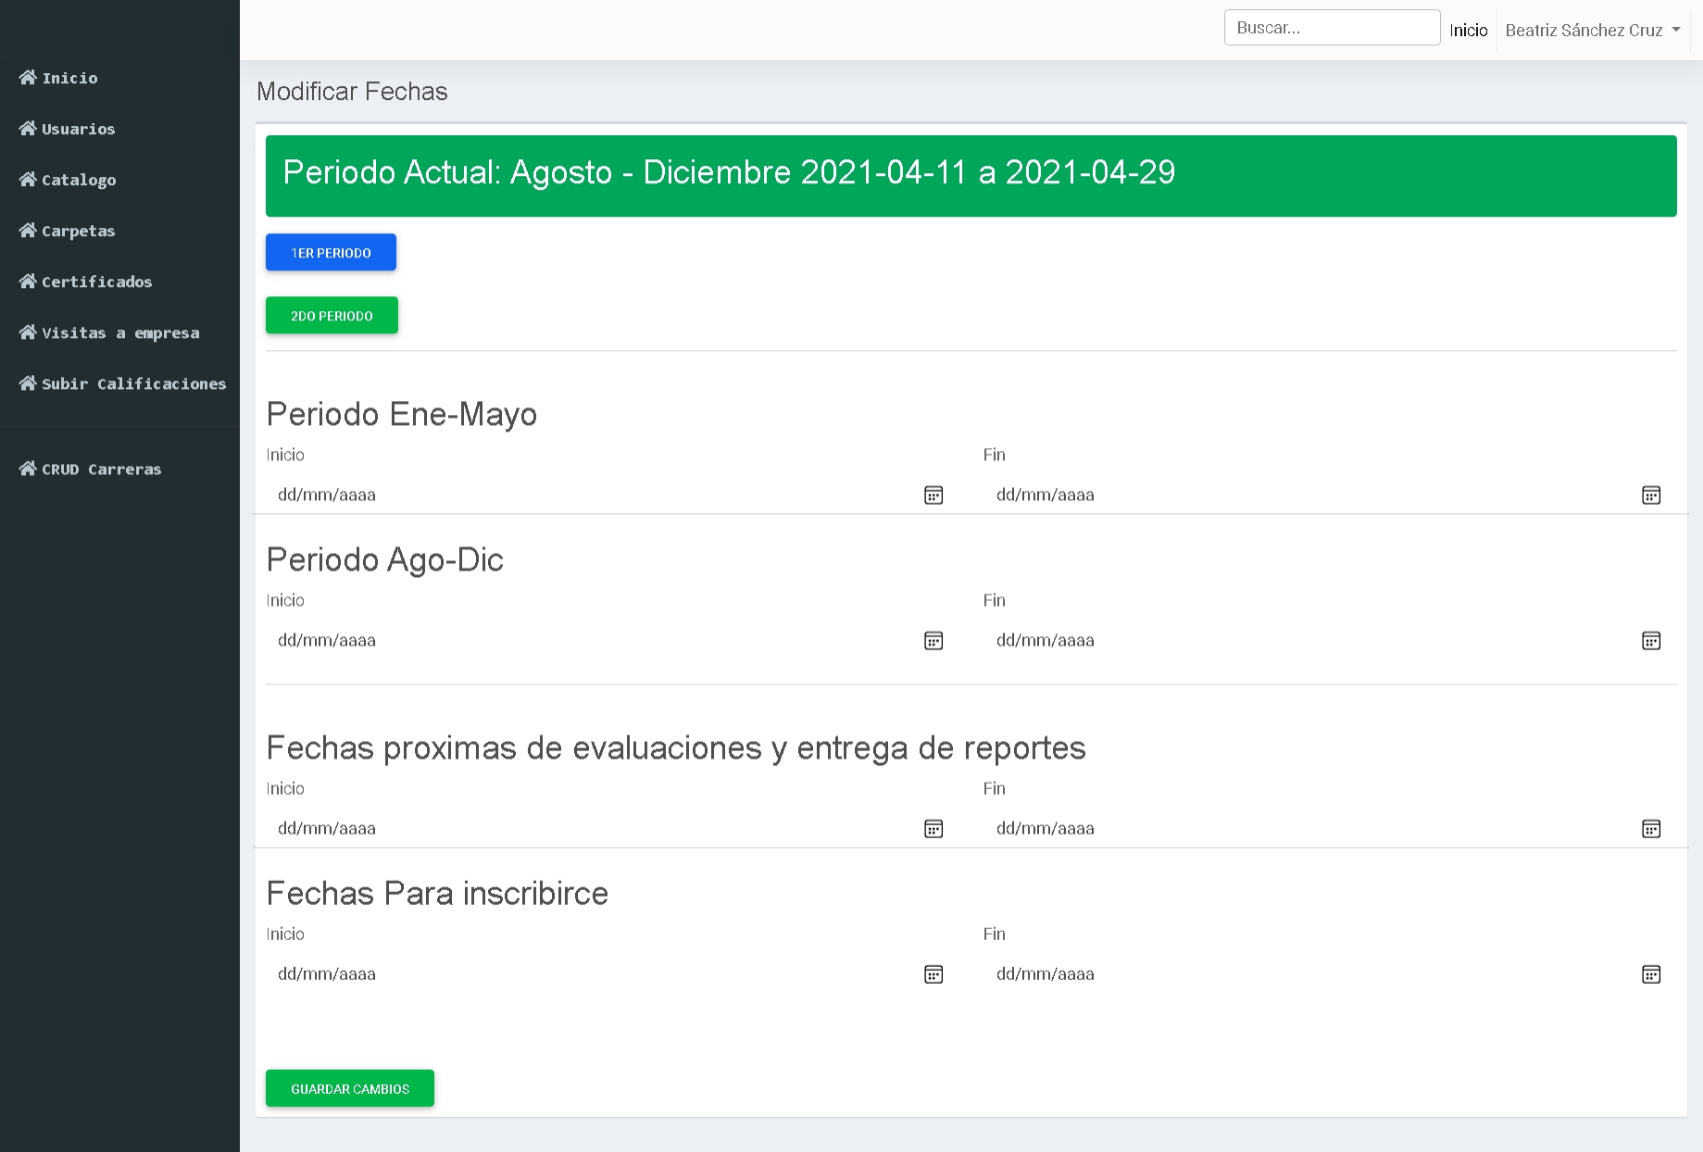 Buscar...
Inicio
Beatriz Sánchez Cruz
Inicio
Usuarios
Catalogo
Carpetas
Certificados
Visitas a empresa
Subir Calificaciones
CRUD Carreras
Modificar Fechas
Periodo Actual: Agosto - Diciembre 2021-04-11 a 2021-04-29
1ER PERIODO
2DO PERIODO
Periodo Ene-Mayo
Inicio Fin
dd/mm/aaaa dd/mm/aaaa
Periodo Ago-Dic
Inicio Fin
dd/mm/aaaa dd/mm/aaaa
Fechas proximas de evaluaciones y entrega de reportes
Inicio Fin
dd/mm/aaaa dd/mm/aaaa
Fechas Para inscribirce
Inicio Fin
dd/mm/aaaa dd/mm/aaaa
GUARDAR CAMBIOS